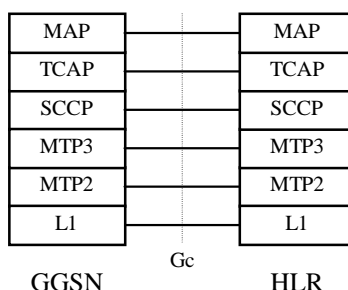 MAP MAP
TCAP TCAP
SCCP SCCP
MTP3 MTP3
MTP2 MTP2
L1 L1
Gc
GGSN HLR